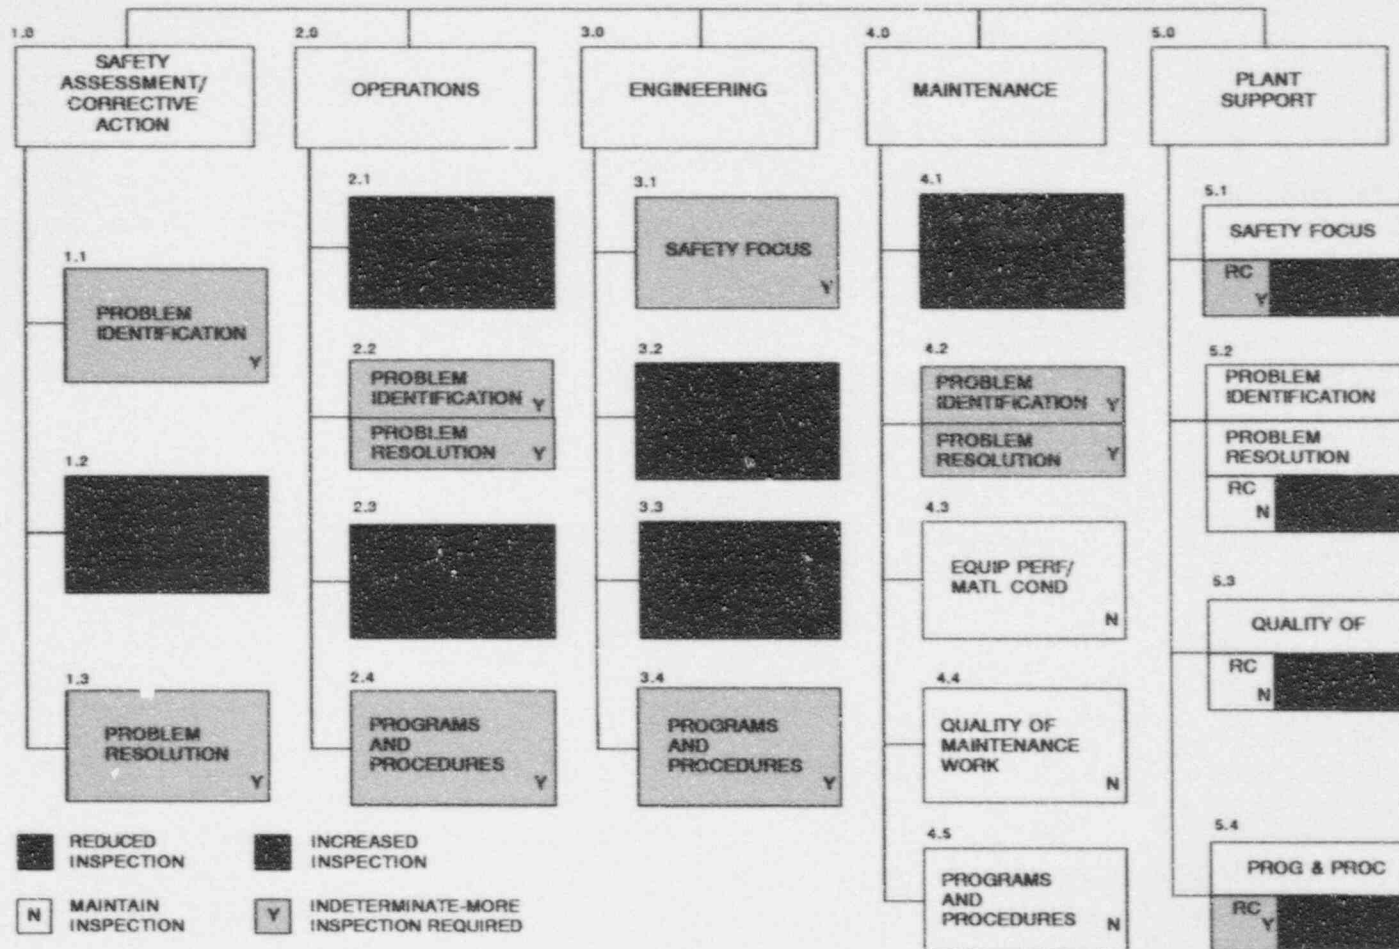 1.0
SAFETY
ASSESSMENT/
CORRECTIVE
ACTION
1.1
PROBLEM
IDENTIFICATION
Y
1.2
1.3
PROBLEM
RESOLUTION
Y
2.0
OPERATIONS
2.1
2.2
PROBLEM
IDENTIFICATION Y
PROBLEM
RESOLUTION Y
2.3
2.4
PROGRAMS
AND
PROCEDURES Y
3.0
ENGINEERING
3.1
SAFETY FOCUS
Y
3.2
3.3
3.4
PROGRAMS
AND
PROCEDURES Y
4.0
MAINTENANCE
4.1
4.2
PROBLEM
IDENTIFICATION Y
PROBLEM
RESOLUTION Y
4.3
EQUIP PERF/
MATL COND
N
4.4
QUALITY OF
MAINTENANCE
WORK
N
4.5
PROGRAMS
AND
PROCEDURES N
5.0
PLANT
SUPPORT
5.1
SAFETY FOCUS
RC
Y
5.2
PROBLEM
IDENTIFICATION
PROBLEM
RESOLUTION
RC
N
5.3
QUALITY OF
RC
N
5.4
PROG & PROC
RC
Y
REDUCED
INSPECTION
INCREASED
INSPECTION
N MAINTAIN
INSPECTION
Y INDETERMINATE-MORE
INSPECTION REQUIRED